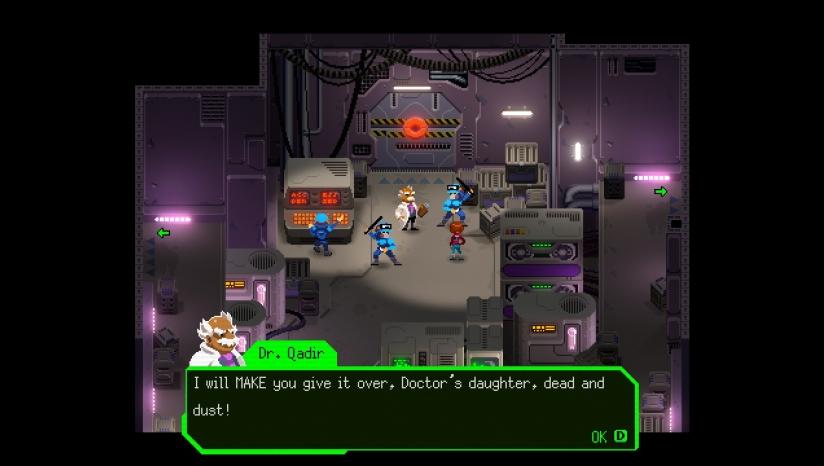 Dr. Qadir
I will MAKE you give it over, Doctor's daughter, dead and
dust!
OK D